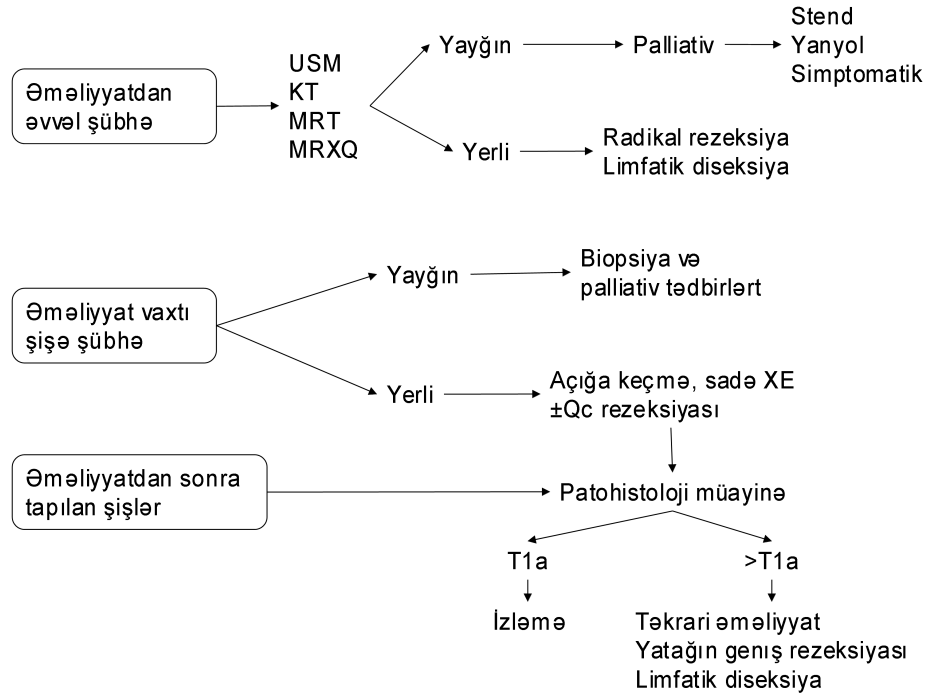 Əməliyyatdan
əvvəl şübhə
USM
KT
MRT
MRXQ
Yayğın
Palliativ
Stend
Yanyol
Simptomatik
Yerli
Radikal rezeksiya
Limfatik diseksiya
Əməliyyat vaxtı
şişə şübhə
Yayğın
Biopsiya və
palliativ tədbirlərt
Yerli
Açığa keçmə, sadə XE
±Qc rezeksiyası
Əməliyyatdan sonra
tapılan şişlər
Patohistoloji müayinə
T1a
>T1a
İzləmə
Təkrari əməliyyat
Yatağın genış rezeksiyası
Limfatik diseksiya